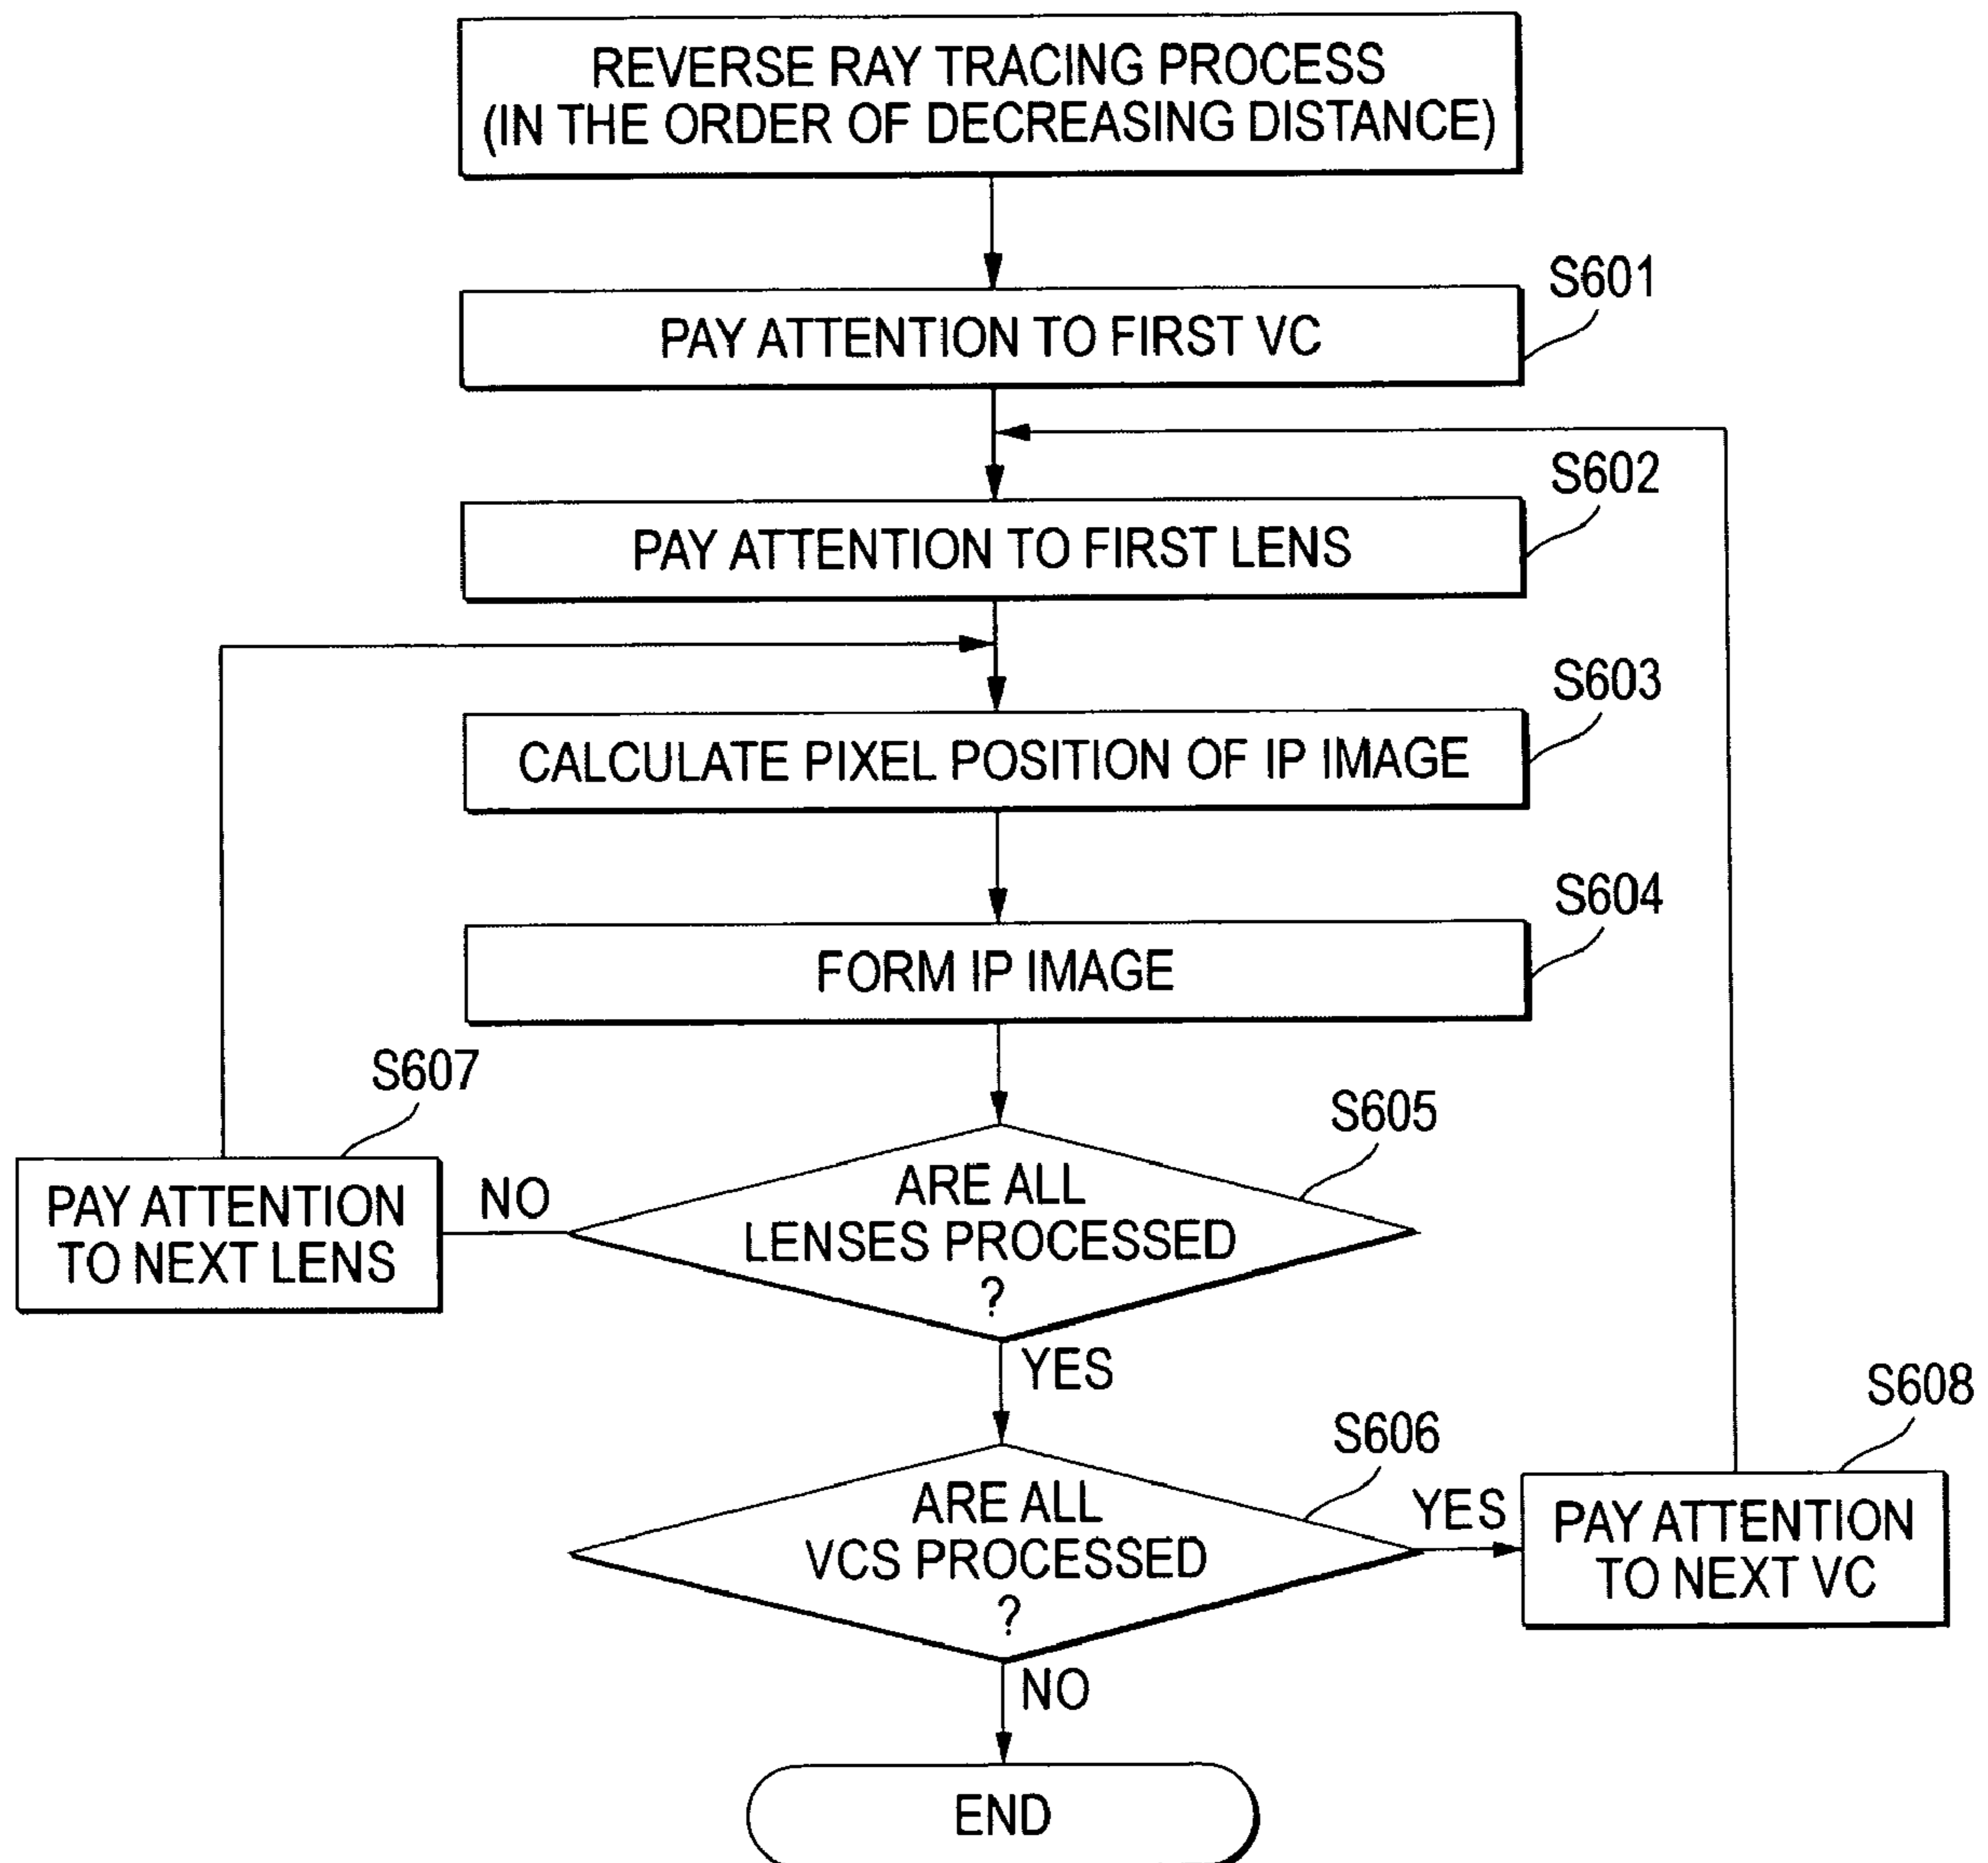 REVERSE RAY TRACING PROCESS
(IN THE ORDER OF DECREASING DISTANCE)
S601
PAY ATTENTION TO FIRST VC
S602
PAY ATTENTION TO FIRST LENS
S603
CALCULATE PIXEL POSITION OF IP IMAGE
S604
FORM IP IMAGE
S607
PAY ATTENTION
TO NEXT LENS
NO
S605
ARE ALL
LENSES PROCESSED
?
YES
S606
ARE ALL
VCS PROCESSED
?
YES
S608
PAY ATTENTION
TO NEXT VC
NO
END